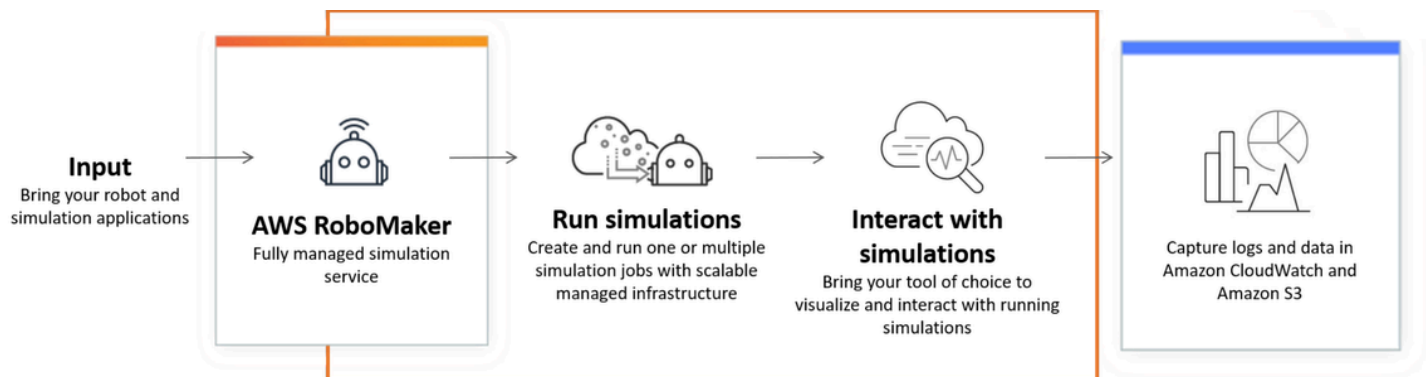 Input
Bring your robot and
simulation applications
AWS RoboMaker
Fully managed simulation
service
Run simulations
Create and run one or multiple
simulation jobs with scalable
managed infrastructure
Interact with
simulations
Bring your tool of choice to
visualize and interact with running
simulations
Capture logs and data in
Amazon CloudWatch and
Amazon S3